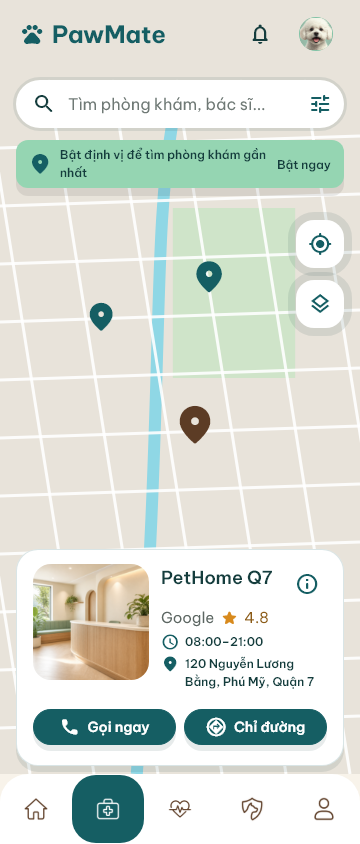 PawMate
Tìm phòng khám, bác sĩ...
Bật định vị để tìm phòng khám gần
nhất
Bật ngay
PetHome Q7
Google 4.8
08:00–21:00
120 Nguyễn Lương
Bằng, Phú Mỹ, Quận 7
Gọi ngay
Chỉ đường